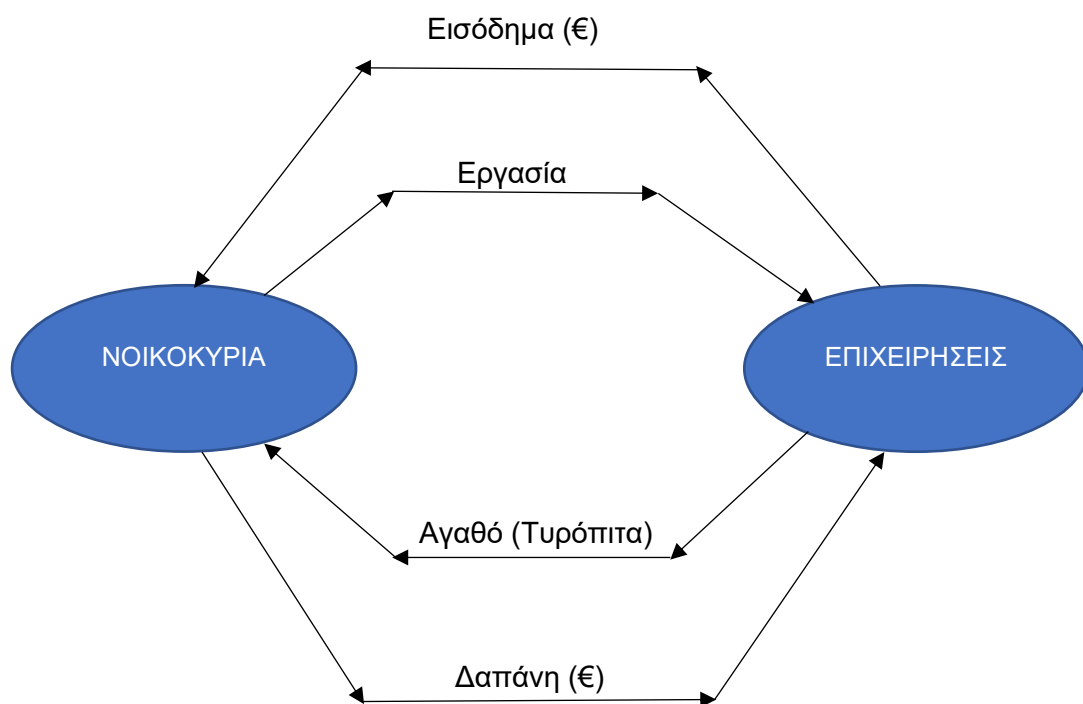 Εισόδημα (€)
Εργασία
ΝΟΙΚΟΚΥΡΙΑ
ΕΠΙΧΕΙΡΗΣΕΙΣ
Αγαθό (Τυρόπιτα)
Δαπάνη (€)